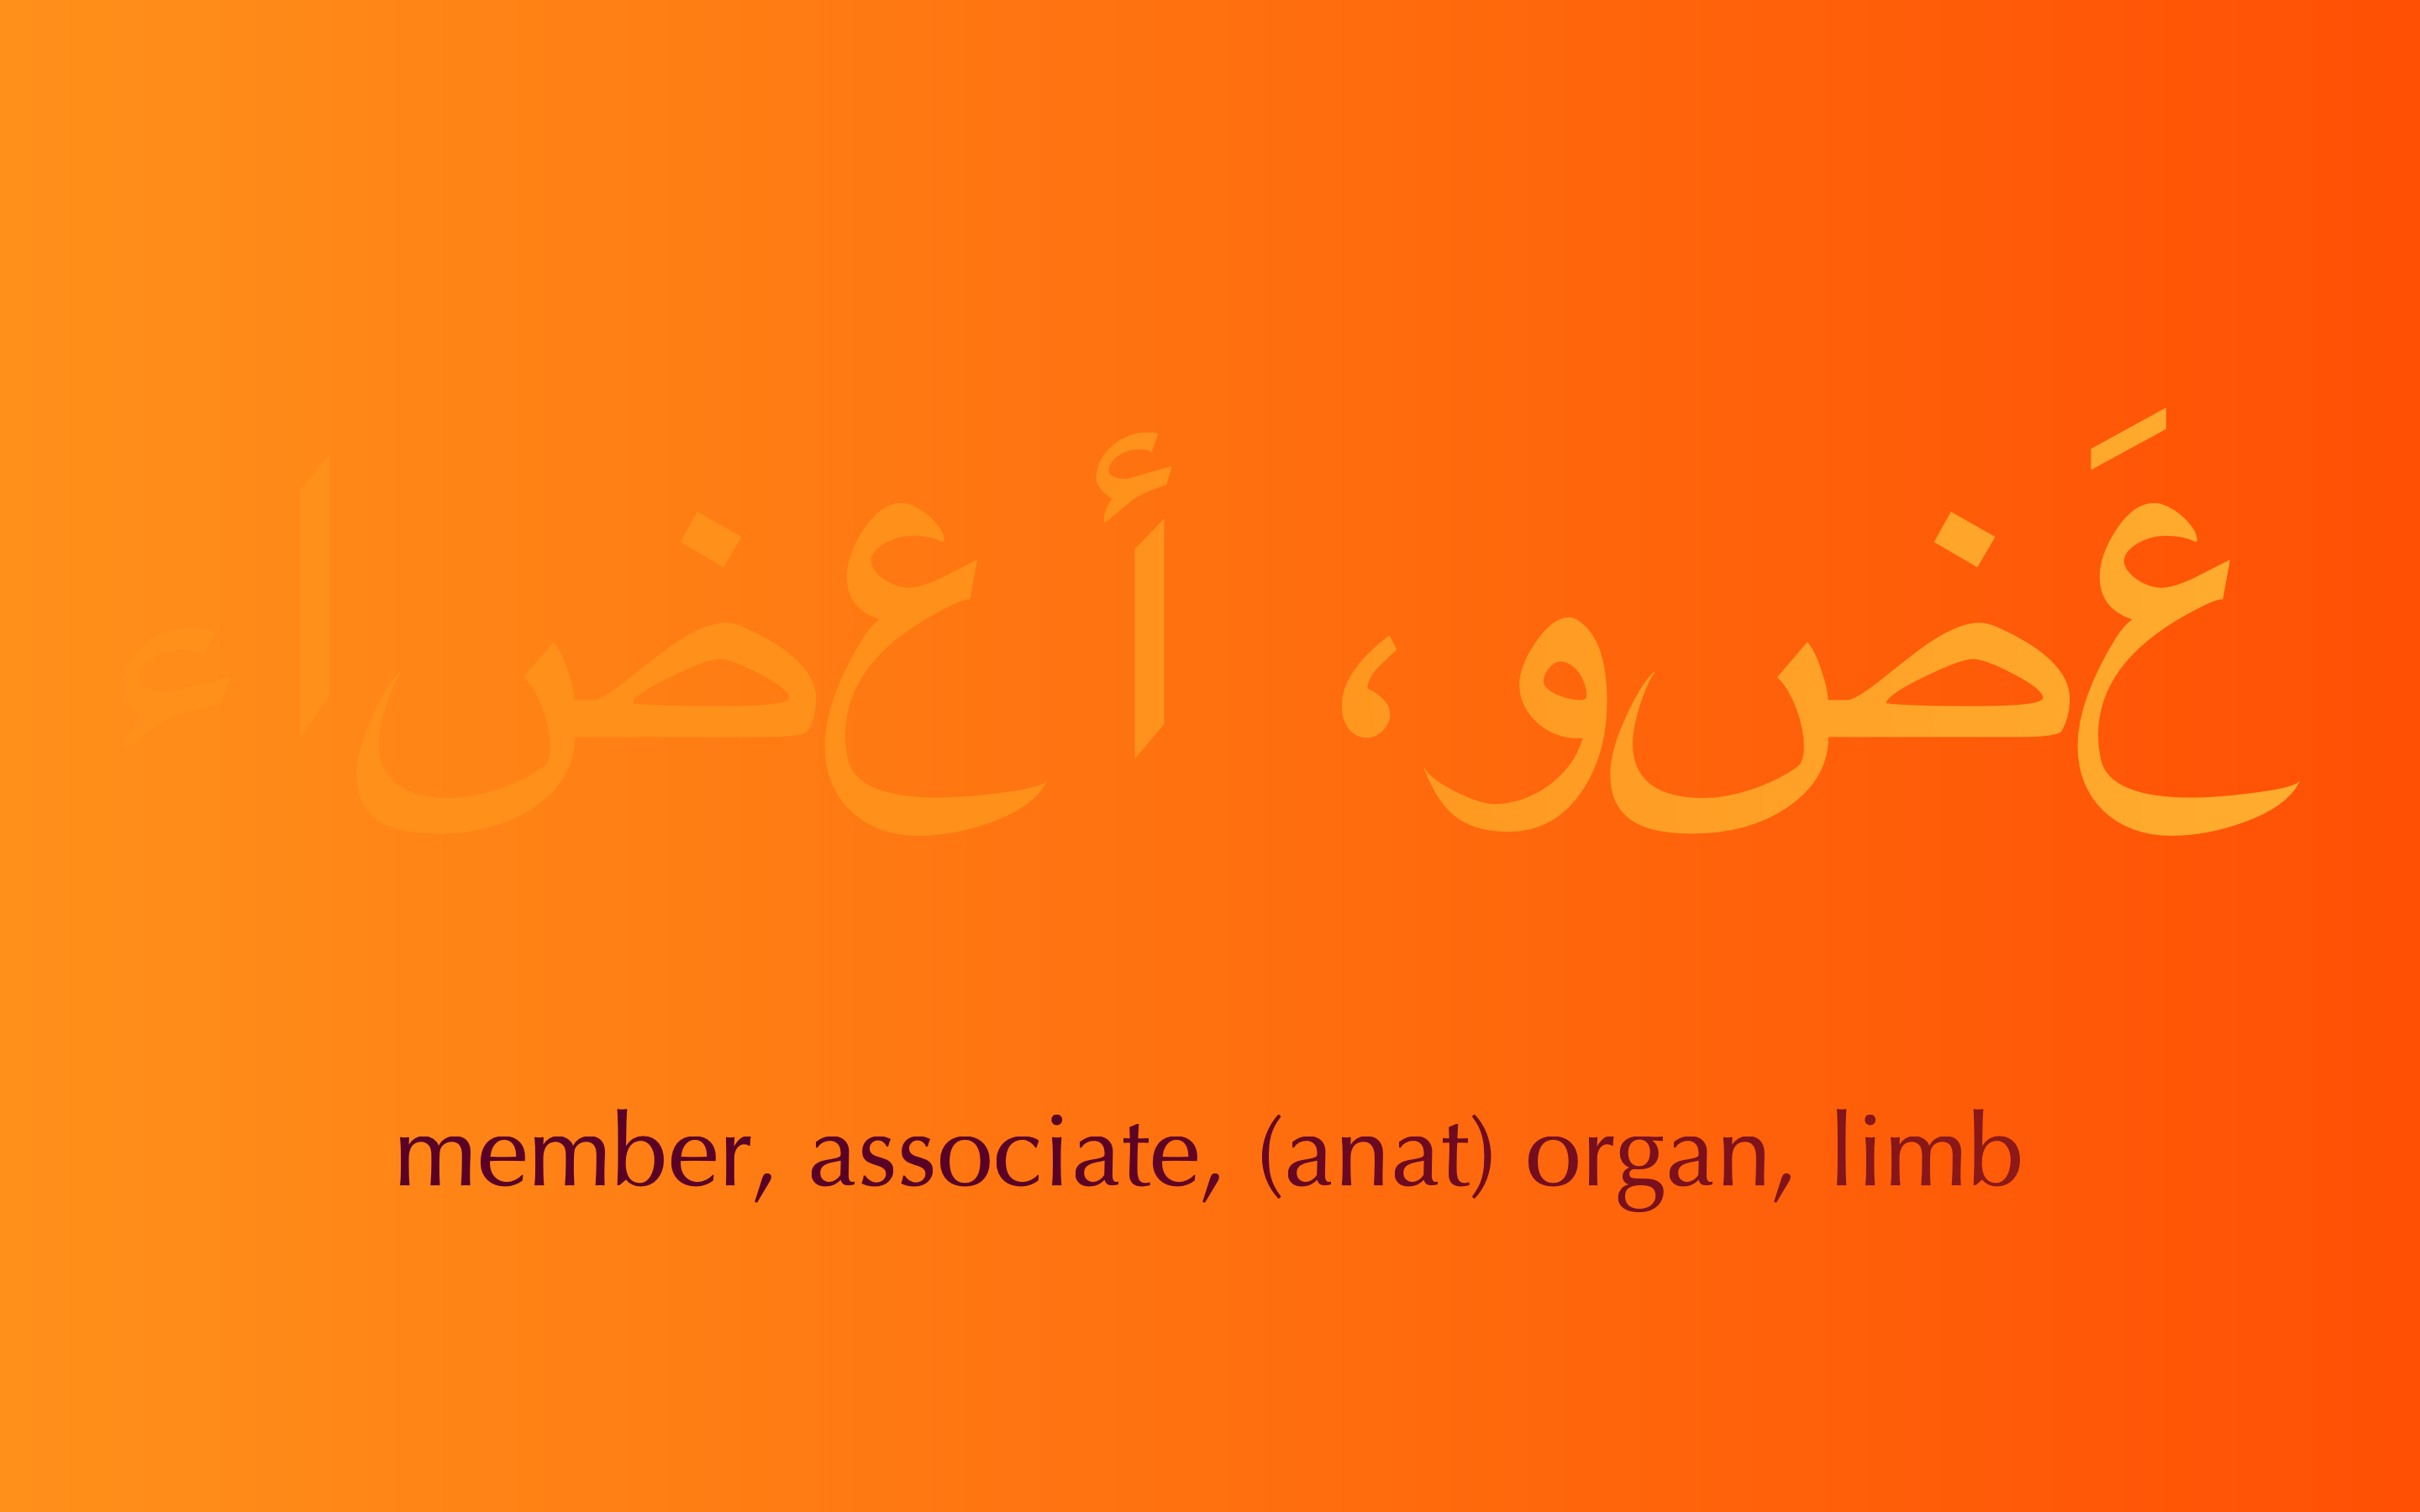 عَضو، أعضاء
member, associate, (anat) organ, limb